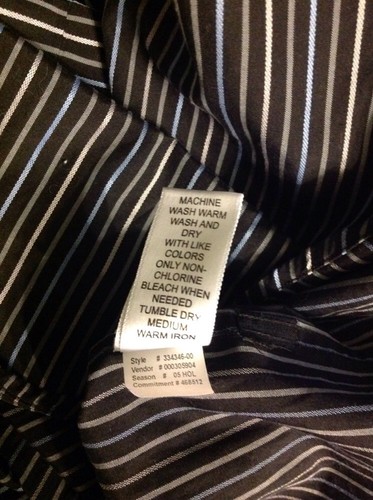 MACHINE
WASH WARM
WASH AND
DRY
WITH LIKE
COLORS
ONLY NON-
CHLORINE
BLEACH WHEN
NEEDED
TUMBLE DRY
MEDIUM
WARM IRON
Style # 334346-00
Vendor # 000305904
Season # 05 HOL
Commitment # 468812